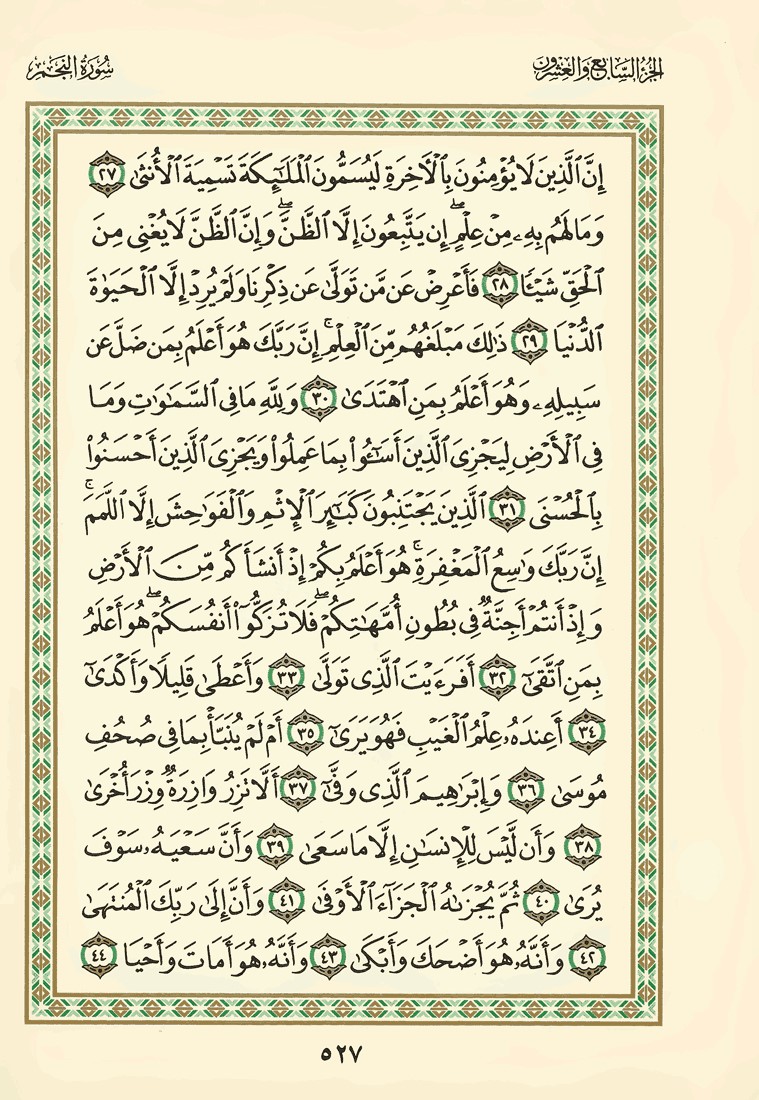 الجزء السابع والعشرون
سورة النجم
إِنَّ ٱلَّذِينَ لَا يُؤْمِنُونَ بِٱلْأَخِرَةِ لَيُسَمُّونَ ٱلْمَلَٰٓئِكَةَ تَسْمِيَةَ ٱلْأُنثَىٰ ٢٧
وَمَا لَهُم بِهِۦ مِنْ عِلْمٍۖ إِن يَتَّبِعُونَ إِلَّا ٱلظَّنَّۖ وَإِنَّ ٱلظَّنَّ لَا يُغْنِى مِنَ
ٱلْحَقِّ شَيْـًٔا ٢٨ فَأَعْرِضْ عَن مَّن تَوَلَّىٰ عَن ذِكْرِنَا وَلَمْ يُرِدْ إِلَّا ٱلْحَيَوٰةَ
ٱلدُّنْيَا ٢٩ ذَٰلِكَ مَبْلَغُهُم مِّنَ ٱلْعِلْمِۚ إِنَّ رَبَّكَ هُوَ أَعْلَمُ بِمَن ضَلَّ عَن
سَبِيلِهِۦ وَهُوَ أَعْلَمُ بِمَنِ ٱهْتَدَىٰ ٣٠ وَلِلَّهِ مَا فِى ٱلسَّمَٰوَٰتِ وَمَا
فِى ٱلْأَرْضِ لِيَجْزِىَ ٱلَّذِينَ أَسَٰٓـُٔوا۟ بِمَا عَمِلُوا۟ وَيَجْزِىَ ٱلَّذِينَ أَحْسَنُوا۟
بِٱلْحُسْنَى ٣١ ٱلَّذِينَ يَجْتَنِبُونَ كَبَٰٓئِرَ ٱلْإِثْمِ وَٱلْفَوَٰحِشَ إِلَّا ٱللَّمَمَۚ
إِنَّ رَبَّكَ وَٰسِعُ ٱلْمَغْفِرَةِۚ هُوَ أَعْلَمُ بِكُمْ إِذْ أَنشَأَكُم مِّنَ ٱلْأَرْضِ
وَإِذْ أَنتُمْ أَجِنَّةٌ فِى بُطُونِ أُمَّهَٰتِكُمْۖ فَلَا تُزَكُّوٓا۟ أَنفُسَكُمْۖ هُوَ أَعْلَمُ
بِمَنِ ٱتَّقَىٰٓ ٣٢ أَفَرَءَيْتَ ٱلَّذِى تَوَلَّىٰ ٣٣ وَأَعْطَىٰ قَلِيلًا وَأَكْدَىٰٓ
٣٤ أَعِندَهُۥ عِلْمُ ٱلْغَيْبِ فَهُوَ يَرَىٰٓ ٣٥ أَمْ لَمْ يُنَبَّأْ بِمَا فِى صُحُفِ
مُوسَىٰ ٣٦ وَإِبْرَٰهِيمَ ٱلَّذِى وَفَّىٰٓ ٣٧ أَلَّا تَزِرُ وَازِرَةٌ وِزْرَ أُخْرَىٰ
٣٨ وَأَن لَّيْسَ لِلْإِنسَٰنِ إِلَّا مَا سَعَىٰ ٣٩ وَأَنَّ سَعْيَهُۥ سَوْفَ
يُرَىٰ ٤٠ ثُمَّ يُجْزَىٰهُ ٱلْجَزَآءَ ٱلْأَوْفَىٰ ٤١ وَأَنَّ إِلَىٰ رَبِّكَ ٱلْمُنتَهَىٰ
٤٢ وَأَنَّهُۥ هُوَ أَضْحَكَ وَأَبْكَىٰ ٤٣ وَأَنَّهُۥ هُوَ أَمَاتَ وَأَحْيَا ٤٤
٥٢٧